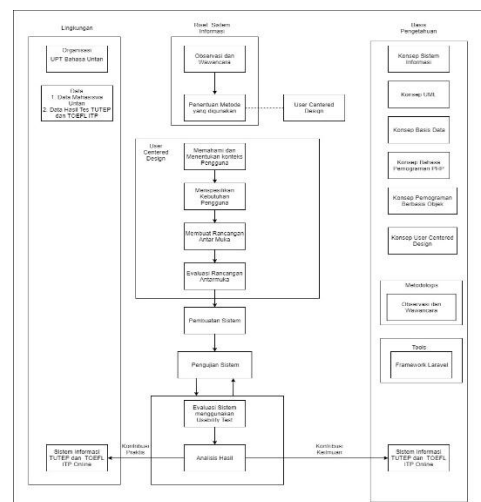 Lingkungan
Organisasi
UPT Bahasa Untan
Data
1. Data Mahasiswa
Untan
2. Data Hasil Tes TUTEP
dan TOEFL ITP
Sistem Informasi
TUTEP dan TOEFL
ITP Online
Riset Sistem
Informasi
Observasi dan
Wawancara
Penentuan Metode
yang digunakan
User Centered
Design
User
Centered
Design
Memahami dan
Menentukan konteks
Pengguna
Menspesifikan
Kebutuhan
Pengguna
Membuat Rancangan
Antar Muka
Evaluasi Rancangan
Antarmuka
Pembuatan Sistem
Pengujian Sistem
Evaluasi Sistem
menggunakan
Usability Test
Analisis Hasil
Kontribusi
Praktis
Kontribusi
Keilmuan
Basis
Pengetahuan
Konsep Sistem
Informasi
Konsep UML
Konsep Basis Data
Konsep Bahasa
Pemograman PHP
Konsep Pemograman
Berbasis Objek
Konsep User Centered
Design
Metodologis
Observasi dan
Wawancara
Tools
Framework Laravel
Sistem Informasi
TUTEP dan TOEFL
ITP Online